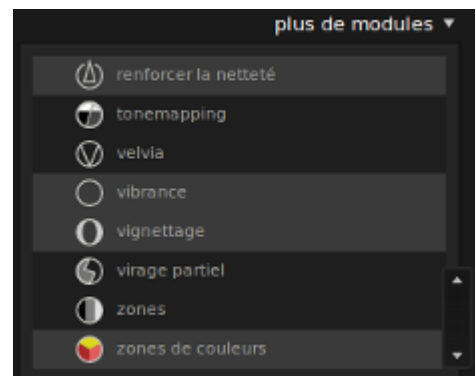 plus de modules
renforcer la netteté
tonemapping
velvia
vibrance
vignettage
virage partiel
zones
zones de couleurs